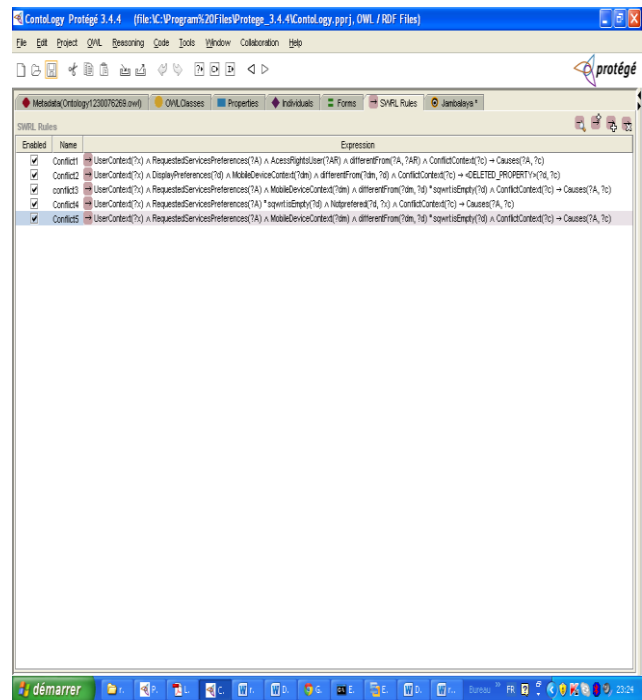 ContoLogy Protégé 3.4.4 (file:\C:\Program%20Files\Protege_3.4.4\ContoLogy.pprj, OWL / RDF Files)
File Edit Project OWL Reasoning Code Tools Window Collaboration Help
protégé
Metadata(Ontology1230076269.owl) OWLClasses Properties Individuals Forms SWRL Rules Jambalaya
SWRL Rules
Enabled Name Expression
Conflict1 UserContext(?x) ∧ RequestedServicesPreferences(?A) ∧ AcessRightsUser(?AR) ∧ differentFrom(?A, ?AR) ∧ ConflictContext(?c) → Causes(?A, ?c)
Conflict2 UserContext(?x) ∧ DisplayPreferences(?d) ∧ MobileDeviceContext(?dm) ∧ differentFrom(?dm, ?d) ∧ ConflictContext(?c) → <DELETED_PROPERTY>(?d, ?c)
contlict3 UserContext(?x) ∧ RequestedServicesPreferences(?A) ∧ MobileDeviceContext(?dm) ∧ differentFrom(?dm, ?d) ° sqwrl:isEmpty(?d) ∧ ConflictContext(?c) → Causes(?A, ?c)
Conflict4 UserContext(?x) ∧ RequestedServicesPreferences(?A) ° sqwrl:isEmpty(?d) ∧ Notprefered(?d, ?x) ∧ ConflictContext(?c) → Causes(?A, ?c)
Conflict5 UserContext(?x) ∧ RequestedServicesPreferences(?A) ∧ MobileDeviceContext(?dm) ∧ differentFrom(?dm, ?d) ° sqwrl:isEmpty(?d) ∧ ConflictContext(?c) → Causes(?A, ?c)
démarrer r. P. L. C. r. D. G. E. E. D. r.. Bureau FR 23:24